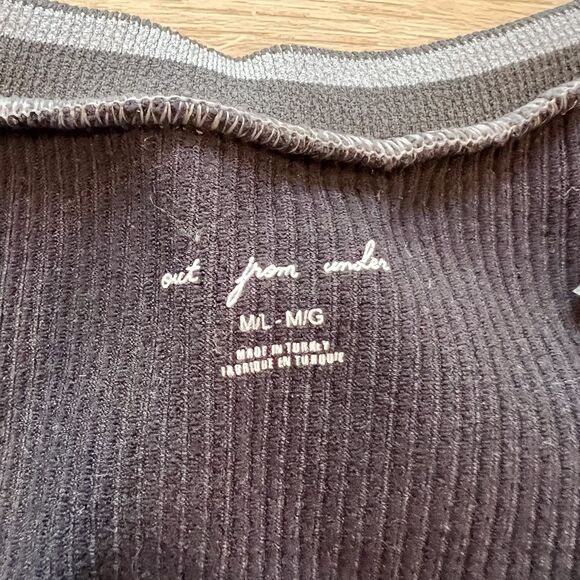 out from under
M/L - M/G
MADE IN TURKEY
FABRIQUÉ EN TURQUIE